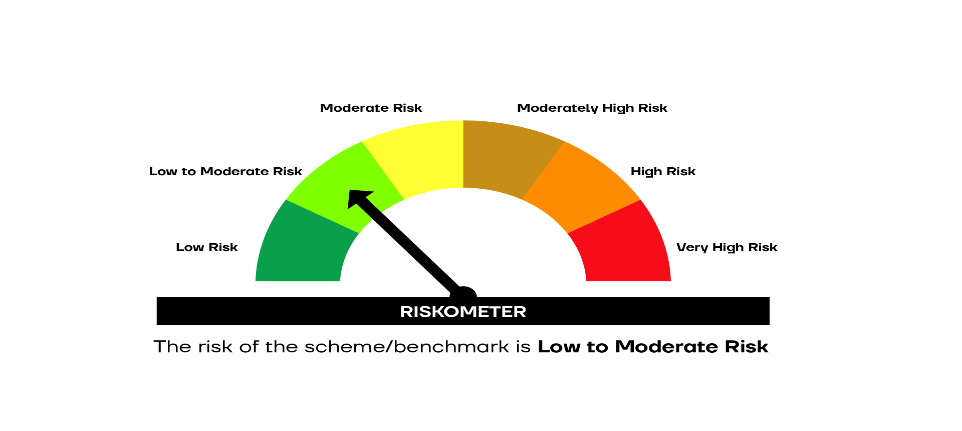 Moderate Risk
Moderately High Risk
Low to Moderate Risk
High Risk
Low Risk
Very High Risk
RISKOMETER
The risk of the scheme/benchmark is Low to Moderate Risk